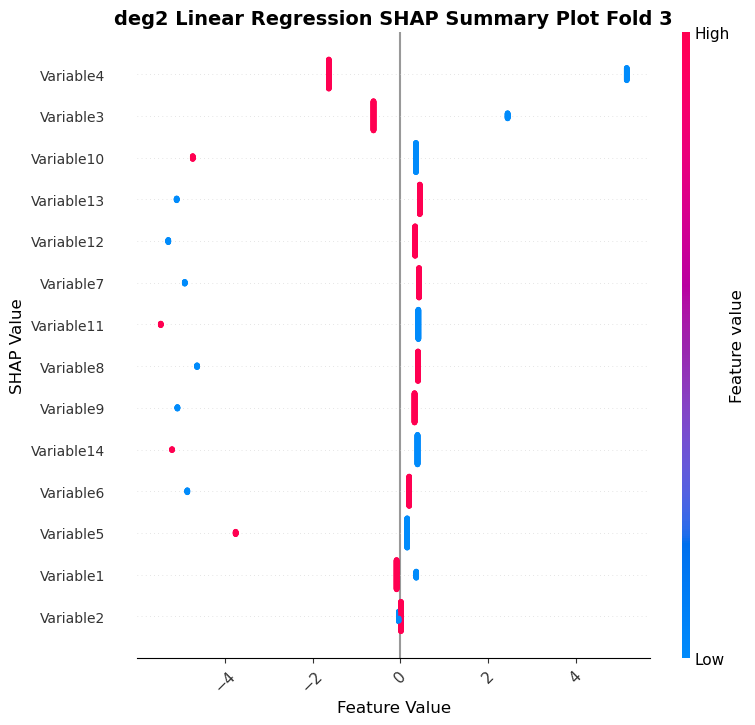 deg2 Linear Regression SHAP Summary Plot Fold 3
High
Variable4
Variable3
Variable10
Variable13
Variable12
Variable7
Variable11
Variable8
Variable9
Variable14
Variable6
Variable5
Variable1
Variable2
SHAP Value
Feature value
Low
−4
−2
0
2
4
Feature Value